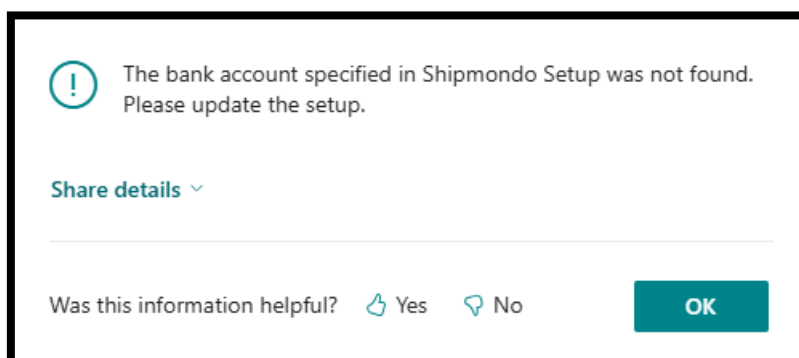 The bank account specified in Shipmondo Setup was not found.
Please update the setup.
Share details
Was this information helpful? Yes No OK